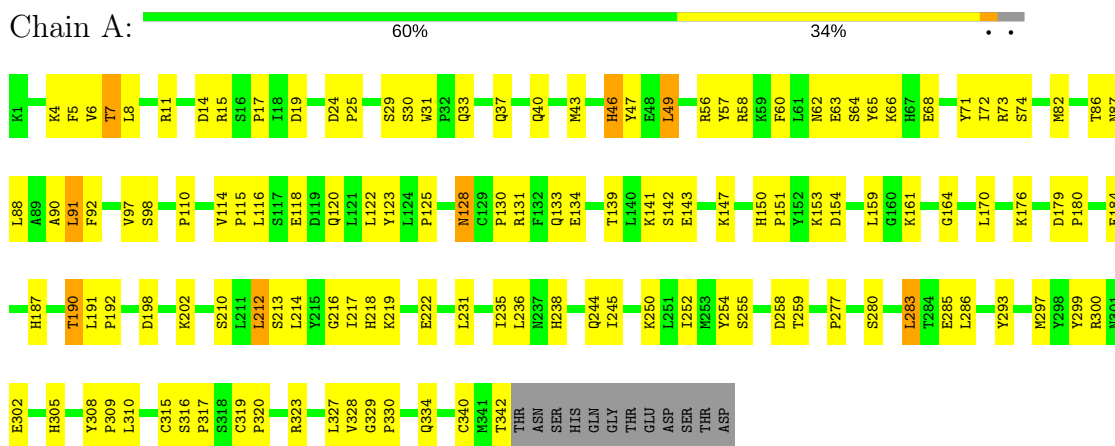 Chain A:
60% 34% • •
K1 K4 F5 V6 T7 L8 R11 D14 R15 S16 P17 I18 D19 D24 P25 S29 S30 W31 P32 Q33 Q37 Q40 M43 H46 Y47 E48 L49 R56 Y57 R58 K59 F60 L61 N62 E63 S64 Y65 K66 H67 E68 Y71 I72 R73 S74 M82 T86
L88 A89 A90 L91 F92 V97 S98 P110 V114 P115 L116 S117 E118 D119 Q120 L121 L122 Y123 L124 P125 N128 C129 P130 R131 F132 Q133 E134 T139 L140 K141 S142 E143 K147 H150 P151 Y152 K153 D154 L159 G160 K161 G164 L170 K176 D179 P180
H187 T190 L191 P192 D198 K202 S210 L211 L212 S213 L214 Y215 G216 I217 H218 K219 E222 L231 I235 L236 N237 H238 Q244 I245 K250 L251 I252 M253 Y254 S255 D258 T259 P277 S280 L283 T284 E285 L286 Y293 M297 Y298 Y299 R300
E302 H305 Y308 P309 L310 C315 S316 P317 S318 C319 P320 R323 L327 V328 G329 P330 Q334 C340 M341 T342 THR ASN SER HIS GLN GLY THR GLU ASP SER THR ASP